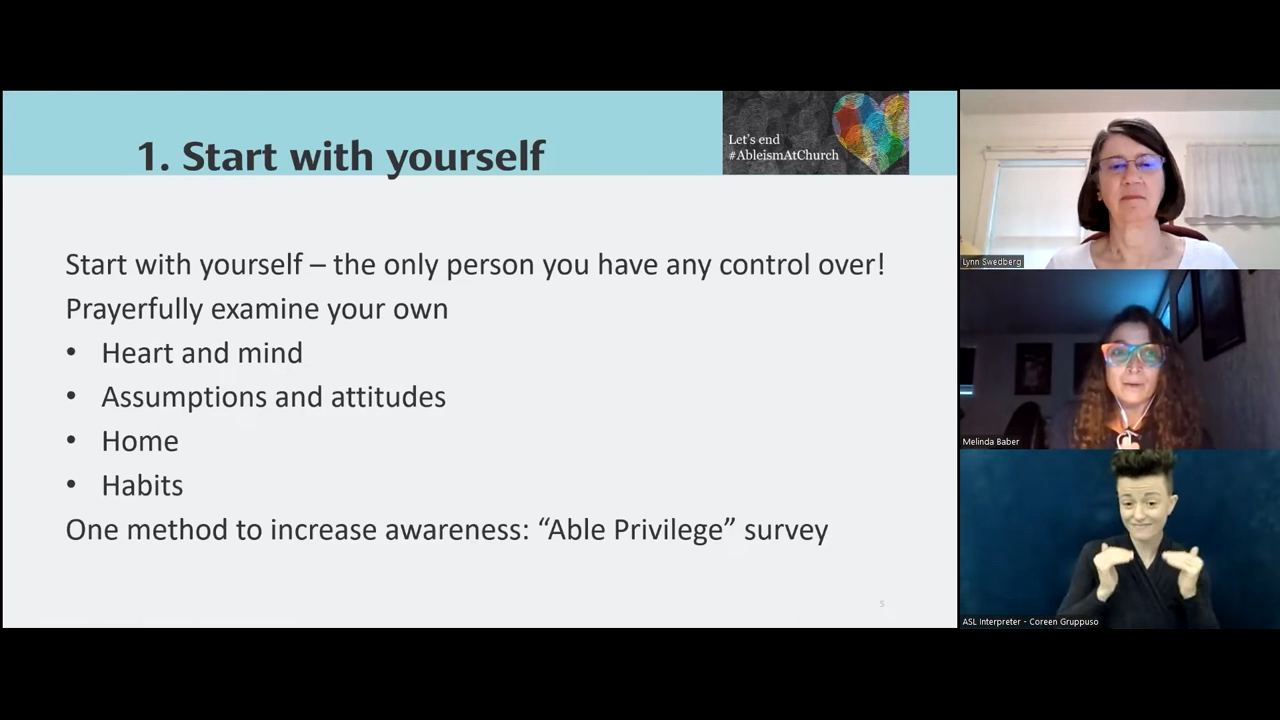 1. Start with yourself
Let's end
#AbleismAtChurch
Start with yourself – the only person you have any control over!
Prayerfully examine your own
• Heart and mind
• Assumptions and attitudes
• Home
• Habits
One method to increase awareness: “Able Privilege” survey
5
Lynn Swedberg
Melinda Baber
ASL Interpreter - Coreen Gruppuso